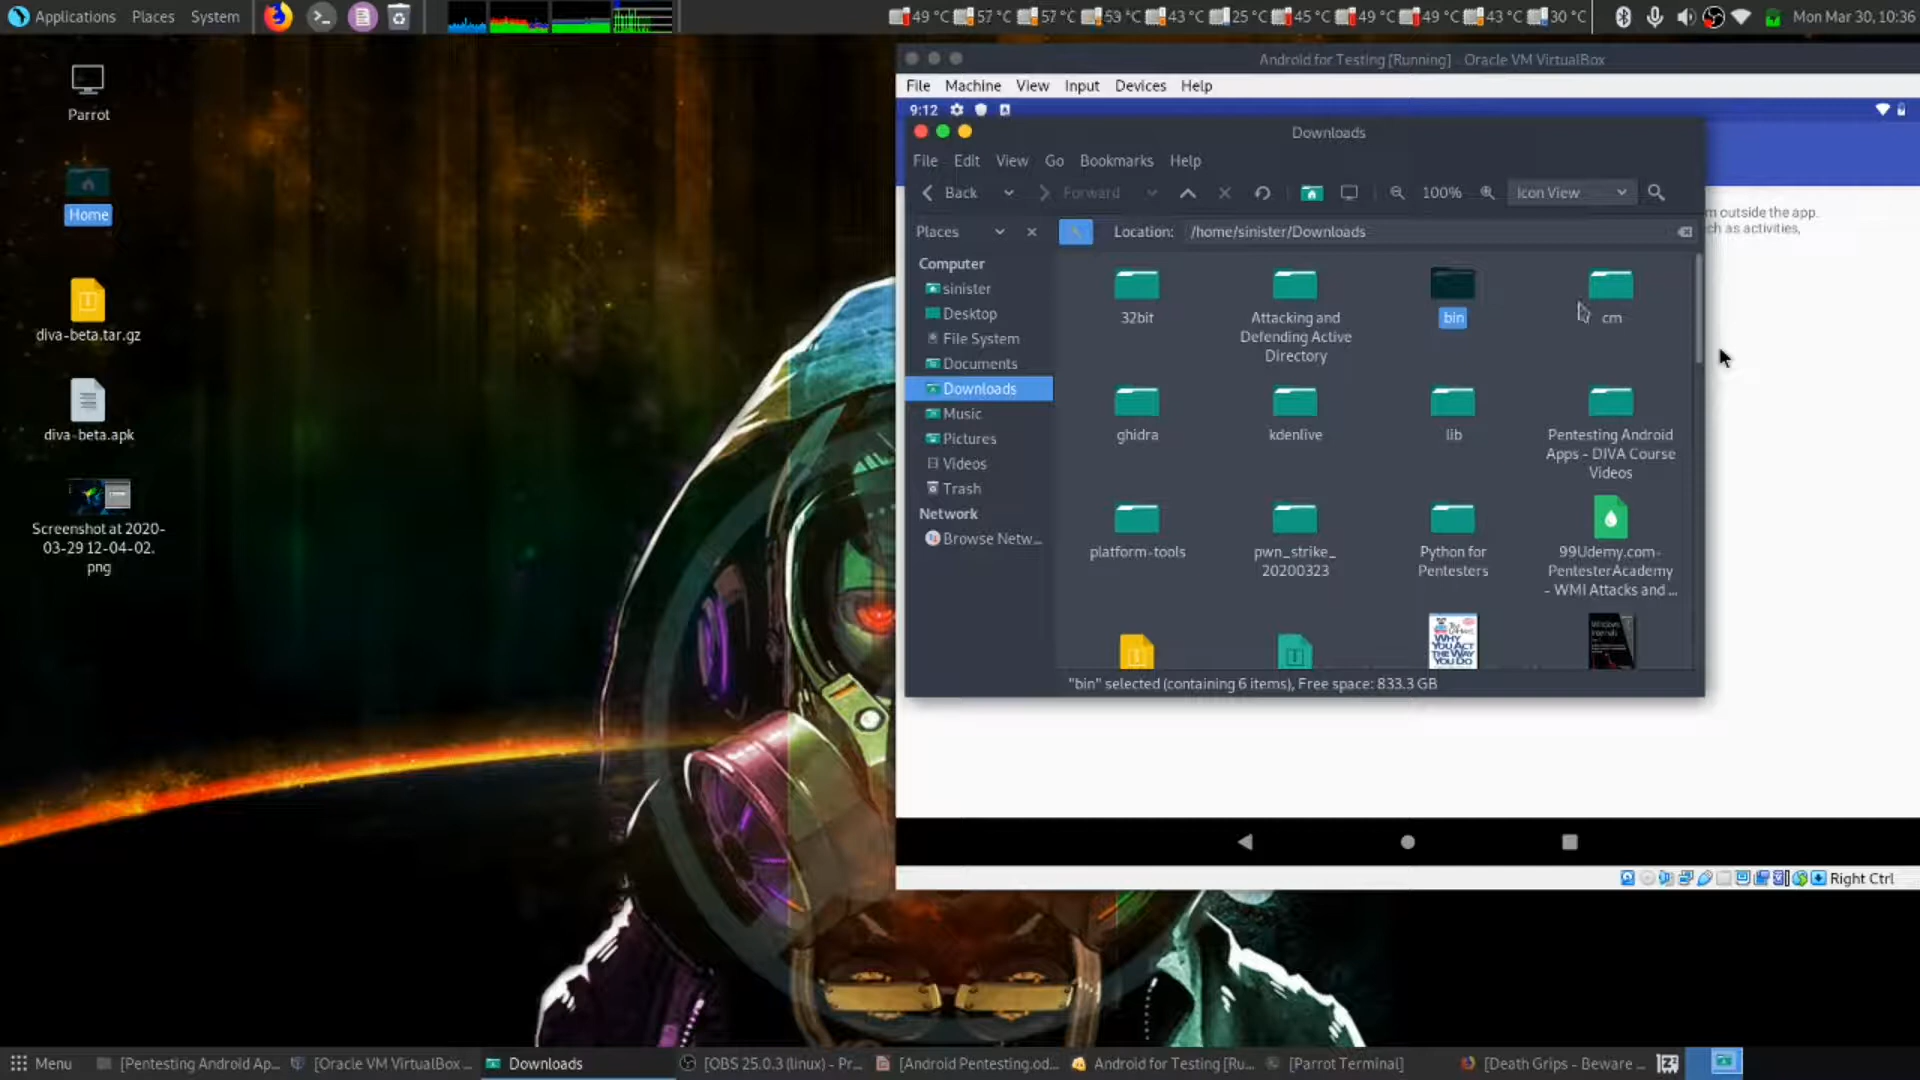 Applications Places System
49 °C 57 °C 57 °C 53 °C 43 °C 25 °C 45 °C 49 °C 49 °C 43 °C 30 °C
Mon Mar 30, 10:36
Parrot
Home
diva-beta.tar.gz
diva-beta.apk
Screenshot at 2020-
03-29 12-04-02.
png
Android for Testing [Running] - Oracle VM VirtualBox
File Machine View Input Devices Help
9:12
Downloads
File Edit View Go Bookmarks Help
Back Forward 100% Icon View
Places Location: /home/sinister/Downloads
m outside the app.
ch as activities,
Computer
sinister
Desktop
File System
Documents
Downloads
Music
Pictures
Videos
Trash
Network
Browse Netw...
32bit
Attacking and
Defending Active
Directory
bin
cm
ghidra
kdenlive
lib
Pentesting Android
Apps - DIVA Course
Videos
platform-tools
pwn_strike_
20200323
Python for
Pentesters
99Udemy.com-
PentesterAcademy
- WMI Attacks and ...
WHY
YOU ACT
THE WAY
YOU DO
"bin" selected (containing 6 items), Free space: 833.3 GB
Right Ctrl
Menu [Pentesting Android Ap... [Oracle VM VirtualBox ... Downloads [OBS 25.0.3 (linux) - Pr... [Android Pentesting.od... Android for Testing [Ru... [Parrot Terminal] [Death Grips - Beware ...